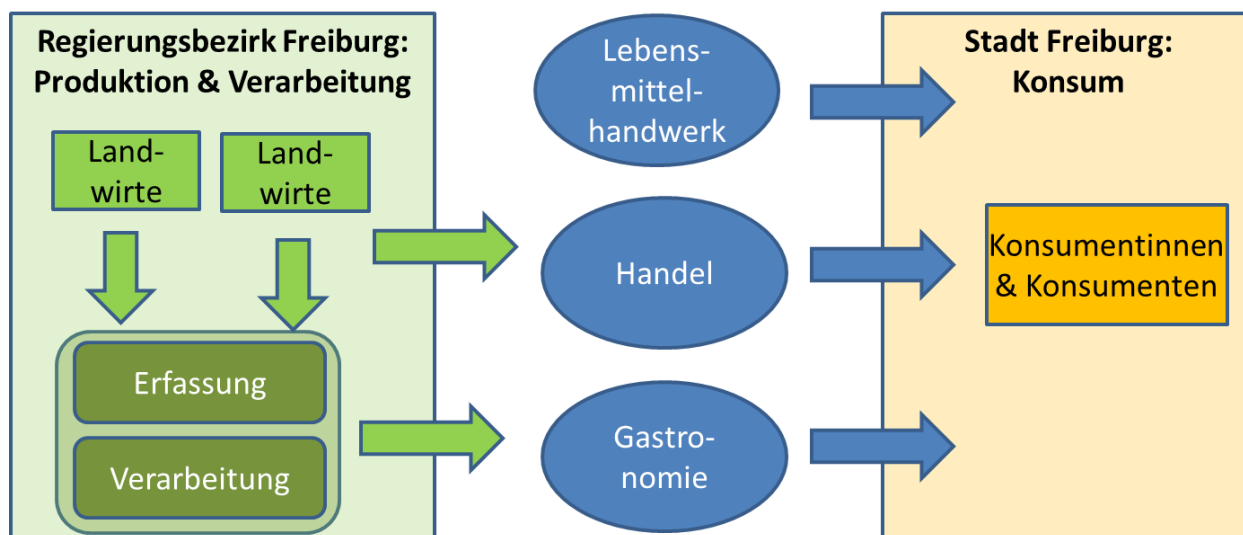 Regierungsbezirk Freiburg:
Produktion & Verarbeitung
Land-
wirte
Land-
wirte
Erfassung
Verarbeitung
Lebens-
mittel-
handwerk
Handel
Gastro-
nomie
Stadt Freiburg:
Konsum
Konsumentinnen
& Konsumenten